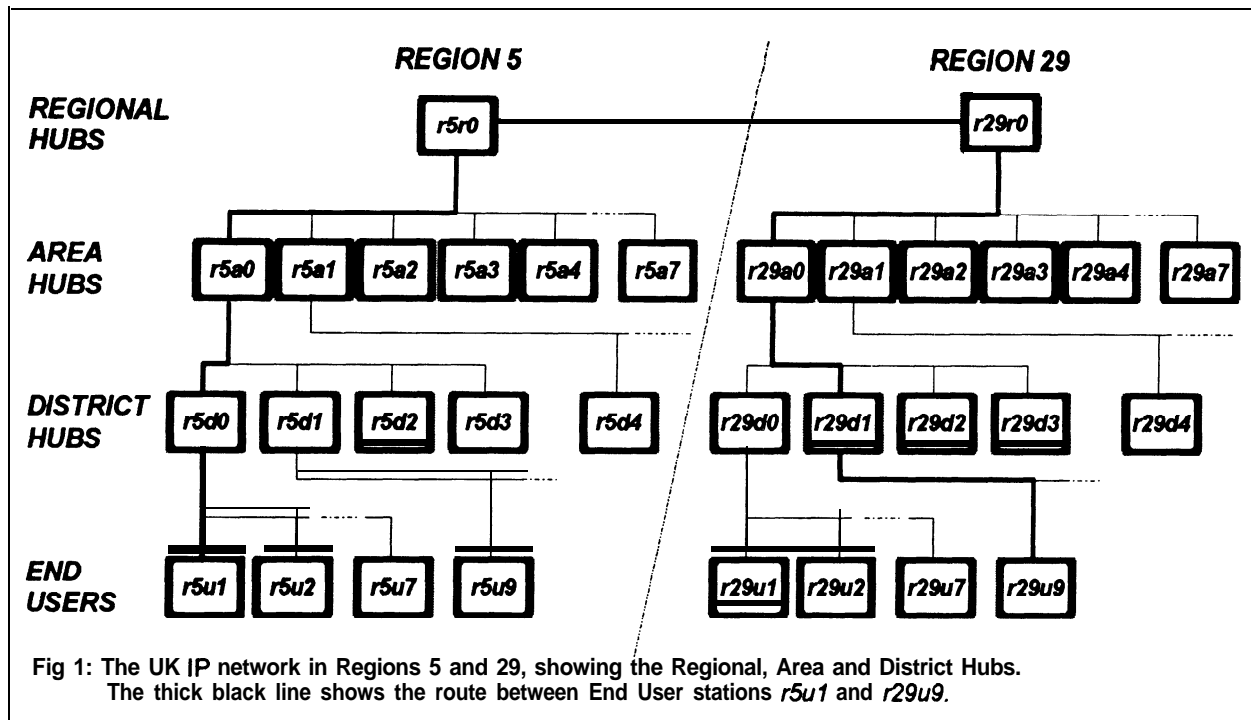 REGION 5
REGION 29
REGIONAL
HUBS
r5r0
r29r0
AREA
HUBS
r5a0 r5a1 r5a2 r5a3 r5a4 r5a7
r29a0 r29a1 r29a2 r29a3 r29a4 r29a7
DISTRICT
HUBS
r5d0 r5d1 r5d2 r5d3 r5d4
r29d0 r29d1 r29d2 r29d3 r29d4
END
USERS
r5u1 r5u2 r5u7 r5u9
r29u1 r29u2 r29u7 r29u9
Fig 1: The UK IP network in Regions 5 and 29, showing the Regional, Area and District Hubs.
The thick black line shows the route between End User stations r5u1 and r29u9.